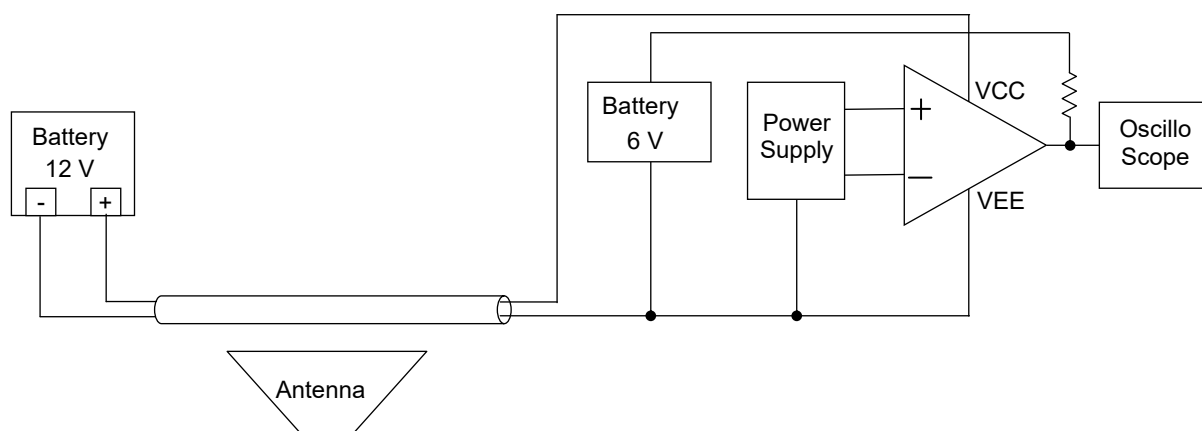 Battery
12 V
- +
Battery
6 V
Power
Supply
+
−
VCC
VEE
Oscillo
Scope
Antenna